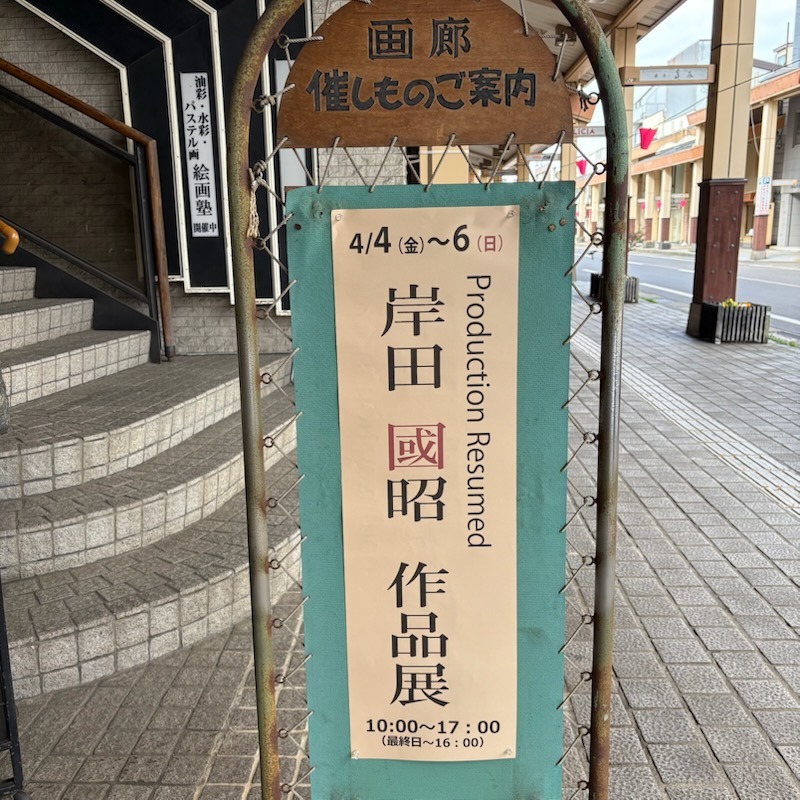 画廊
催しものご案内
4/4(金)〜6(日)
Production Resumed
岸田 國昭 作品展
10:00〜17:00
(最終日〜16:00)
油彩・水彩・
パステル画
絵画塾
開催中